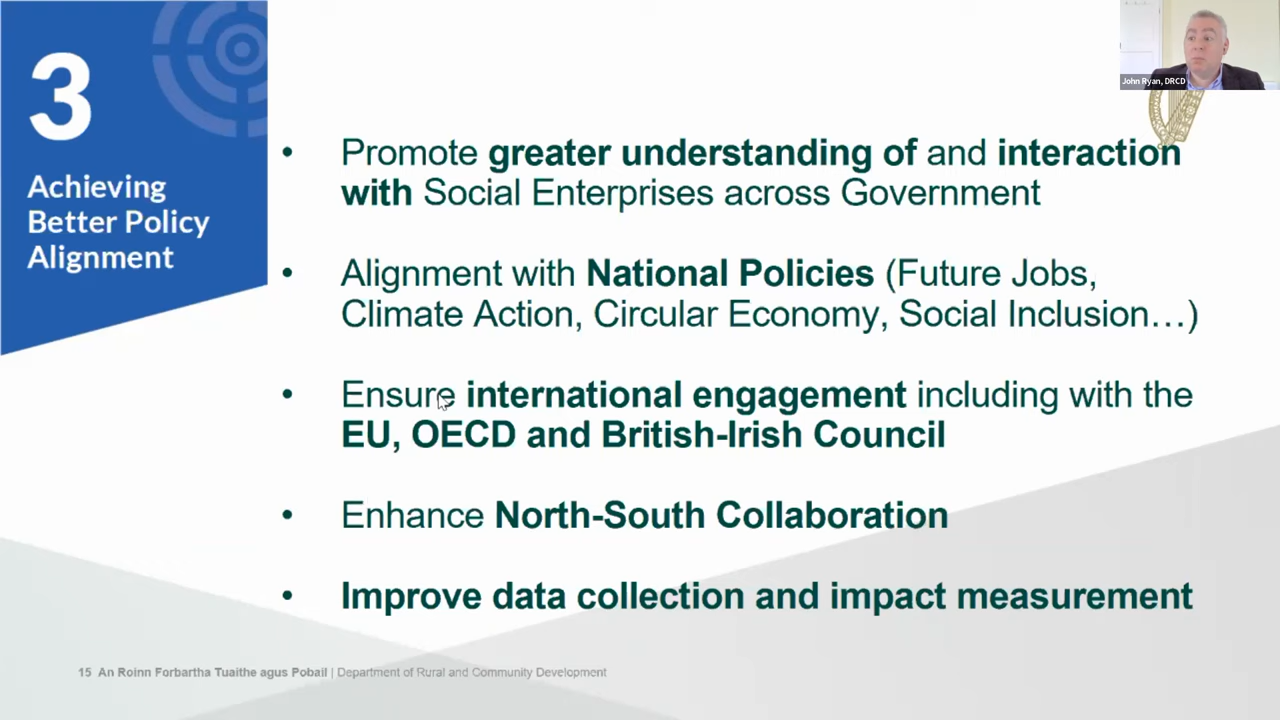 3
Achieving
Better Policy
Alignment
John Ryan, DRCD
• Promote greater understanding of and interaction
with Social Enterprises across Government
• Alignment with National Policies (Future Jobs,
Climate Action, Circular Economy, Social Inclusion…)
• Ensure international engagement including with the
EU, OECD and British-Irish Council
• Enhance North-South Collaboration
• Improve data collection and impact measurement
15 An Roinn Forbartha Tuaithe agus Pobail | Department of Rural and Community Development